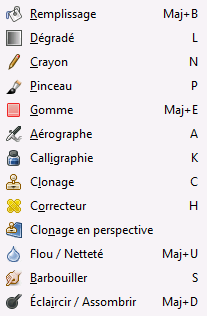 Remplissage Maj+B
Dégradé L
Crayon N
Pinceau P
Gomme Maj+E
Aérographe A
Calligraphie K
Clonage C
Correcteur H
Clonage en perspective
Flou / Netteté Maj+U
Barbouiller S
Éclaircir / Assombrir Maj+D